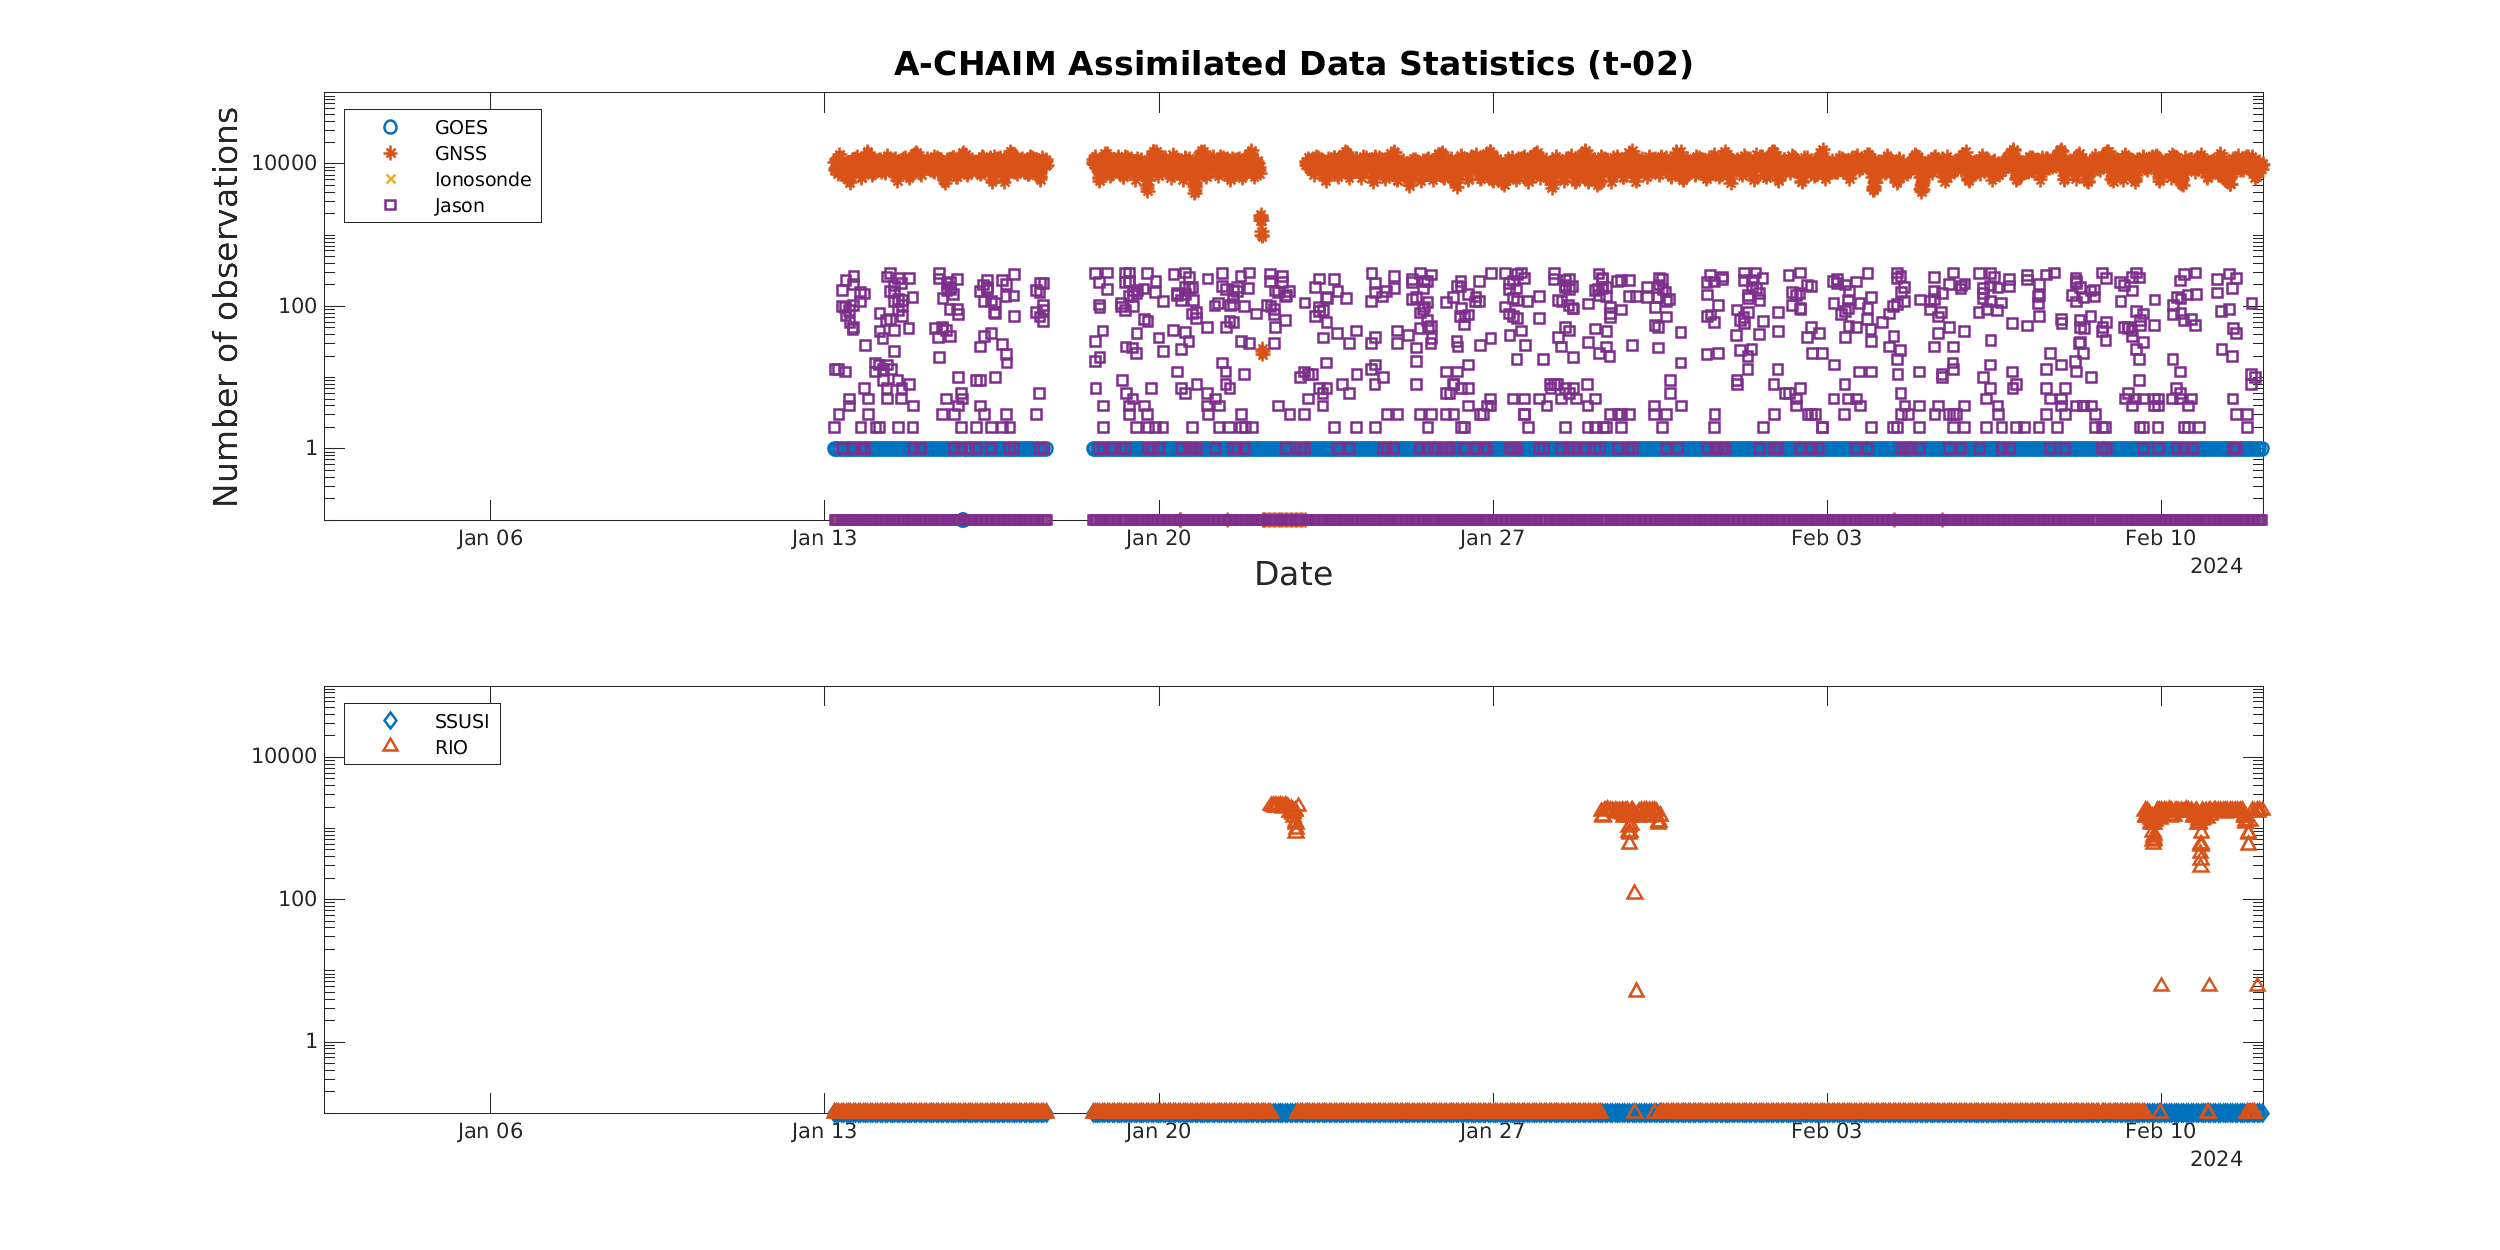 A-CHAIM Assimilated Data Statistics (t-02)
Number of observations
GOES
GNSS
Ionosonde
Jason
10000
100
1
Jan 06
Jan 13
Jan 20
Jan 27
Feb 03
Feb 10
2024
Date
SSUSI
RIO
10000
100
1
Jan 06
Jan 13
Jan 20
Jan 27
Feb 03
Feb 10
2024